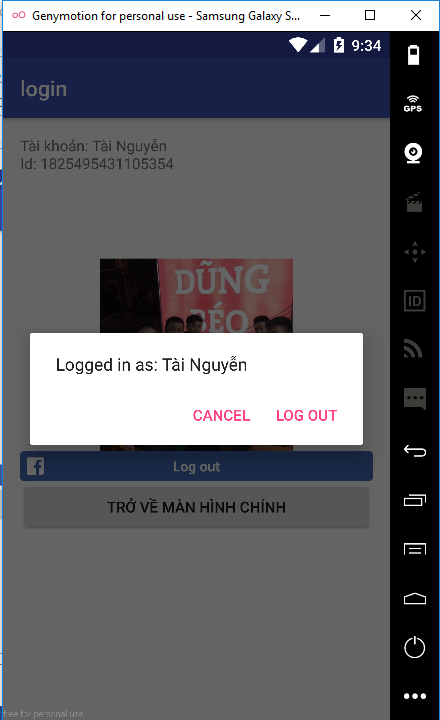 Genymotion for personal use - Samsung Galaxy S...
9:34
GPS
login
Tài khoản: Tài Nguyễn
Id: 1825495431105354
DŨNG
BÉO
ID
Logged in as: Tài Nguyễn
CANCEL LOG OUT
Log out
TRỞ VỀ MÀN HÌNH CHÍNH
free for personal use